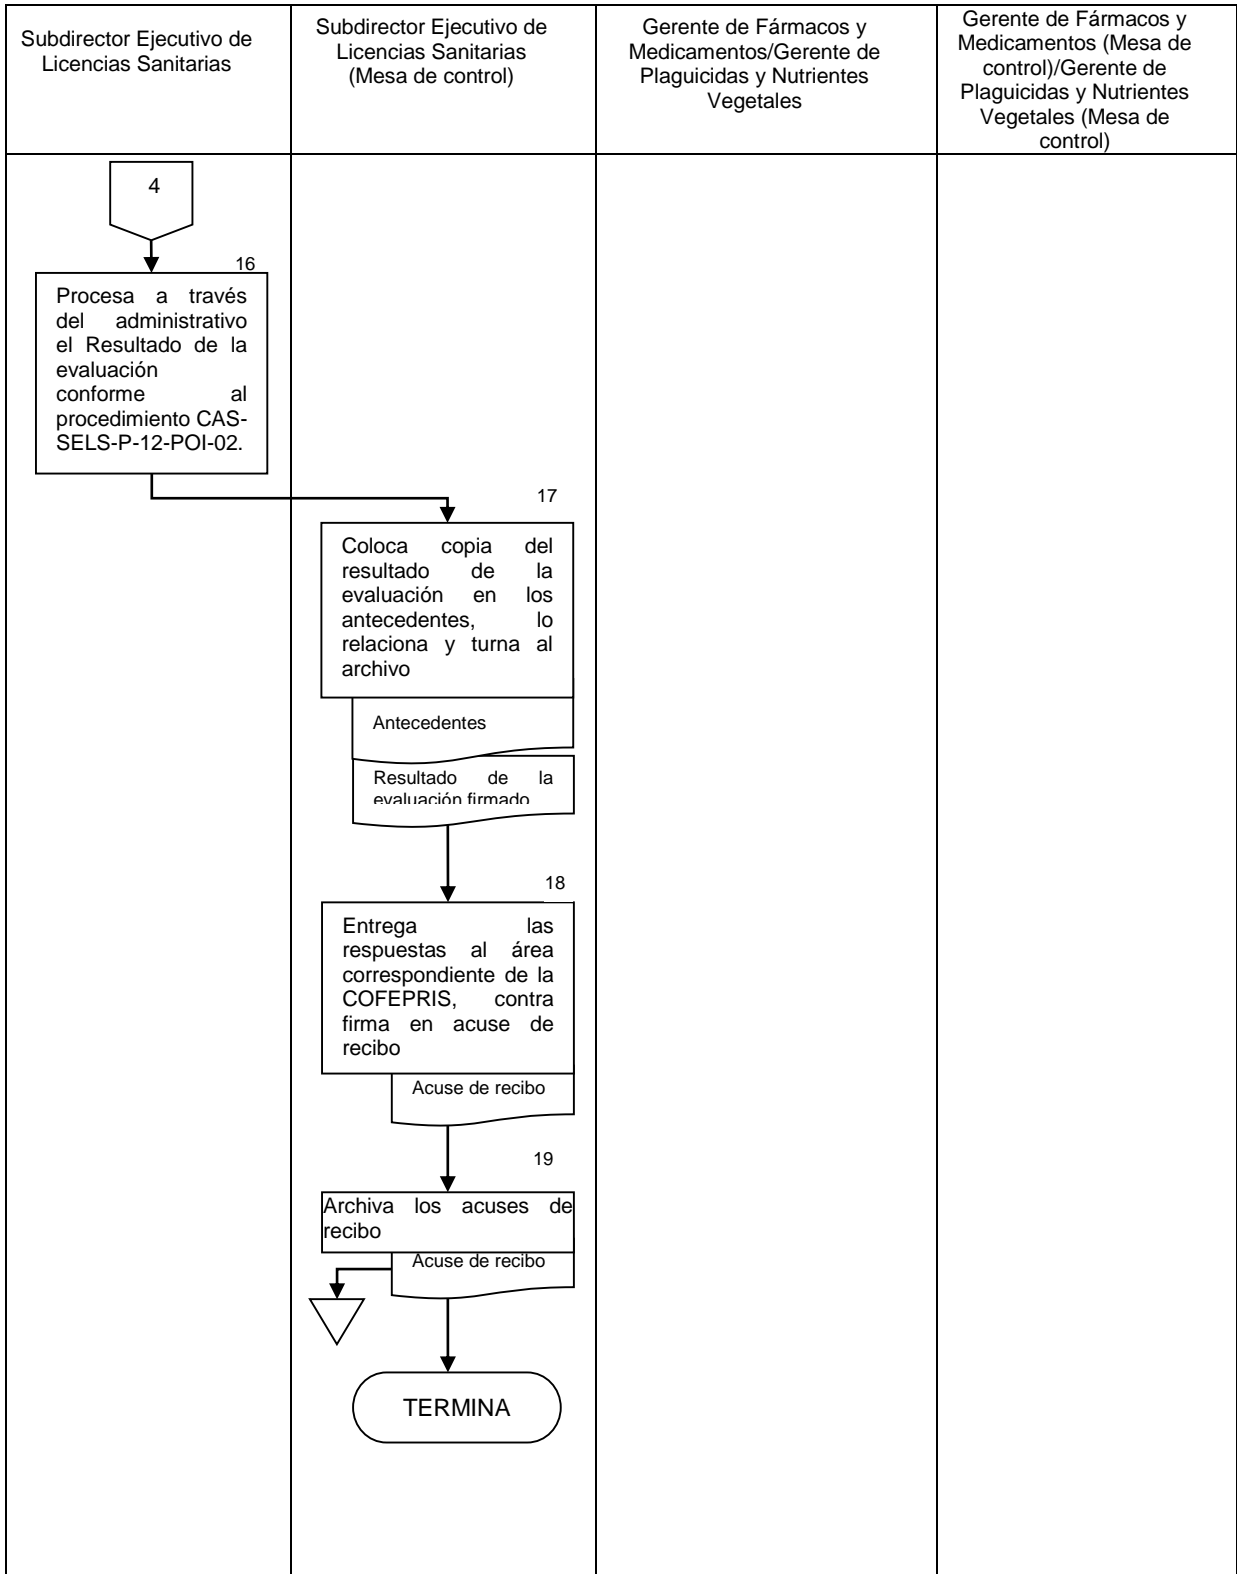 Subdirector Ejecutivo de
Licencias Sanitarias
Subdirector Ejecutivo de
Licencias Sanitarias
(Mesa de control)
Gerente de Fármacos y
Medicamentos/Gerente de
Plaguicidas y Nutrientes
Vegetales
Gerente de Fármacos y
Medicamentos (Mesa de
control)/Gerente de
Plaguicidas y Nutrientes
Vegetales (Mesa de
control)
4
16
Procesa a través
del administrativo
el Resultado de la
evaluación
conforme al
procedimiento CAS-
SELS-P-12-POI-02.
17
Coloca copia del
resultado de la
evaluación en los
antecedentes, lo
relaciona y turna al
archivo
Antecedentes
Resultado de la
evaluación firmado
18
Entrega las
respuestas al área
correspondiente de la
COFEPRIS, contra
firma en acuse de
recibo
Acuse de recibo
19
Archiva los acuses de
recibo
Acuse de recibo
TERMINA